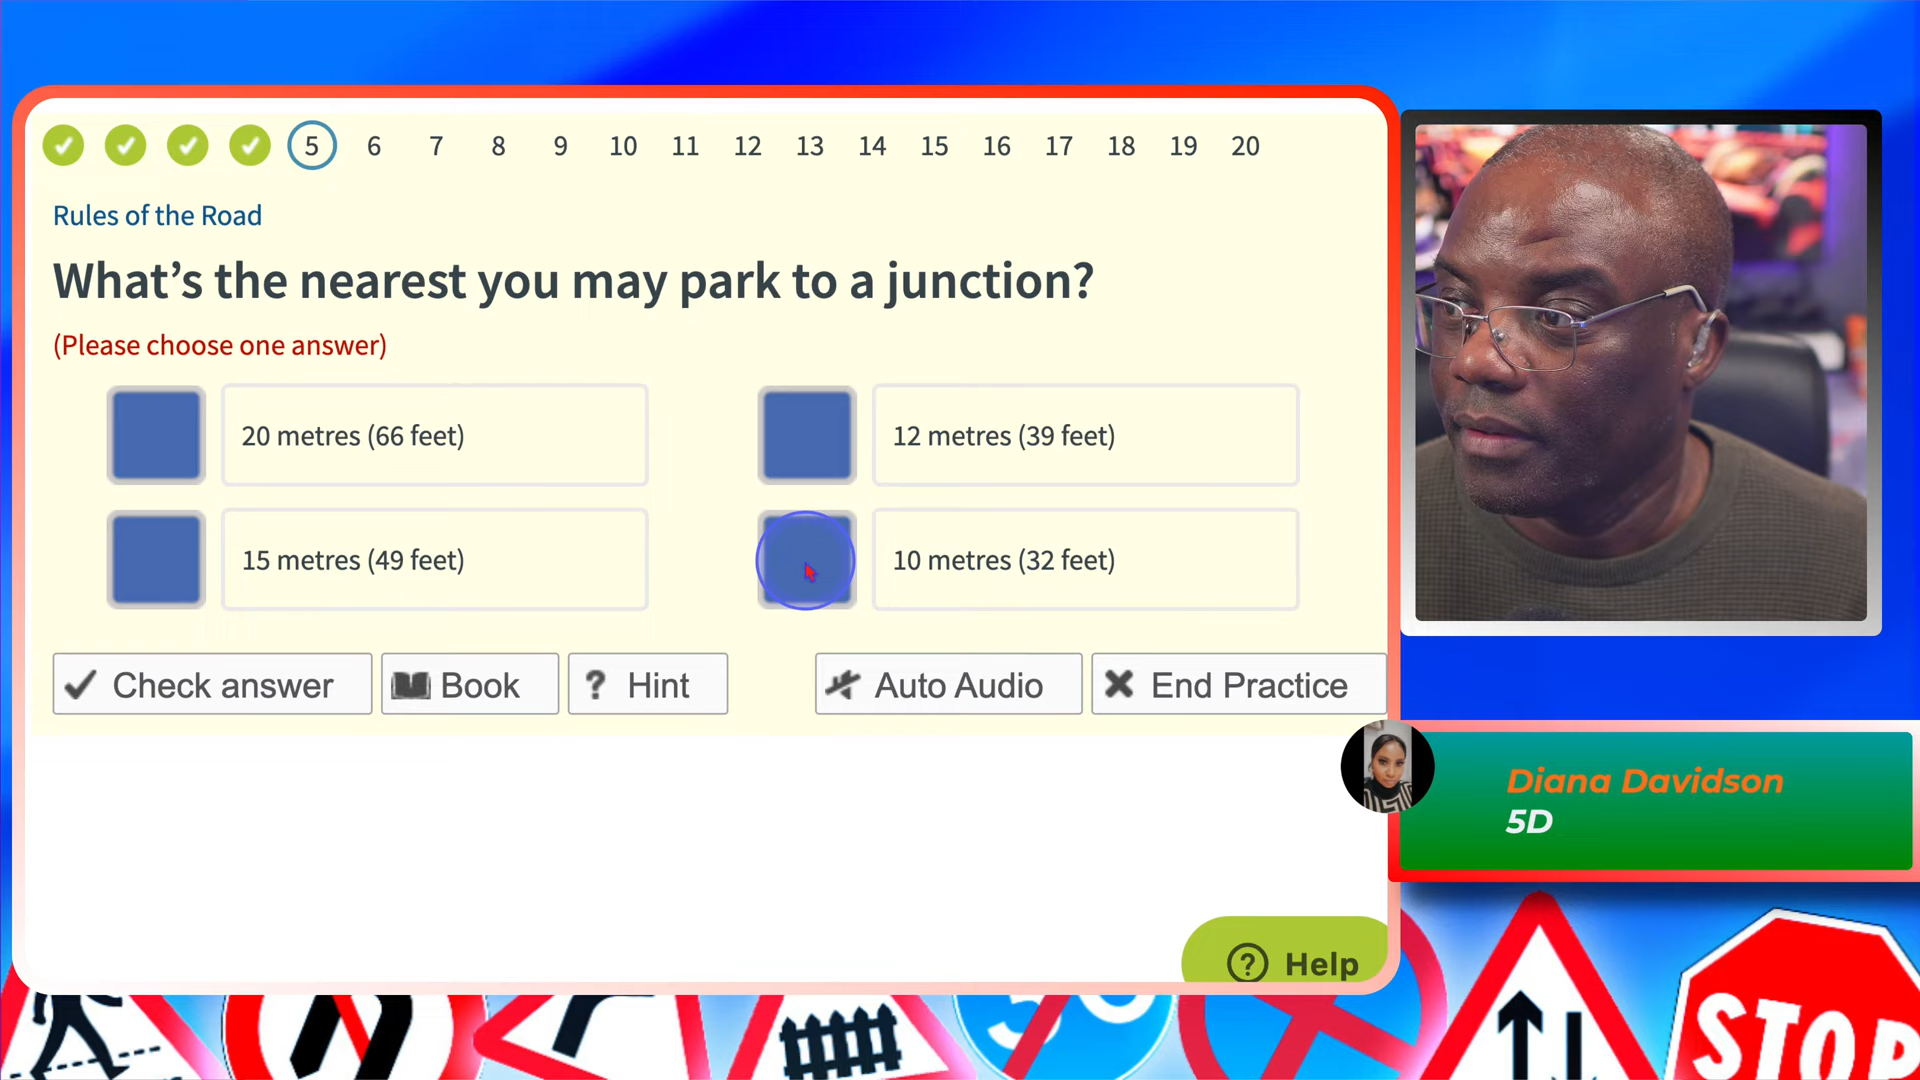 5 6 7 8 9 10 11 12 13 14 15 16 17 18 19 20
Rules of the Road
What’s the nearest you may park to a junction?
(Please choose one answer)
20 metres (66 feet)
12 metres (39 feet)
15 metres (49 feet)
10 metres (32 feet)
Check answer
Book
? Hint
Auto Audio
End Practice
Diana Davidson
5D
? Help
STOP